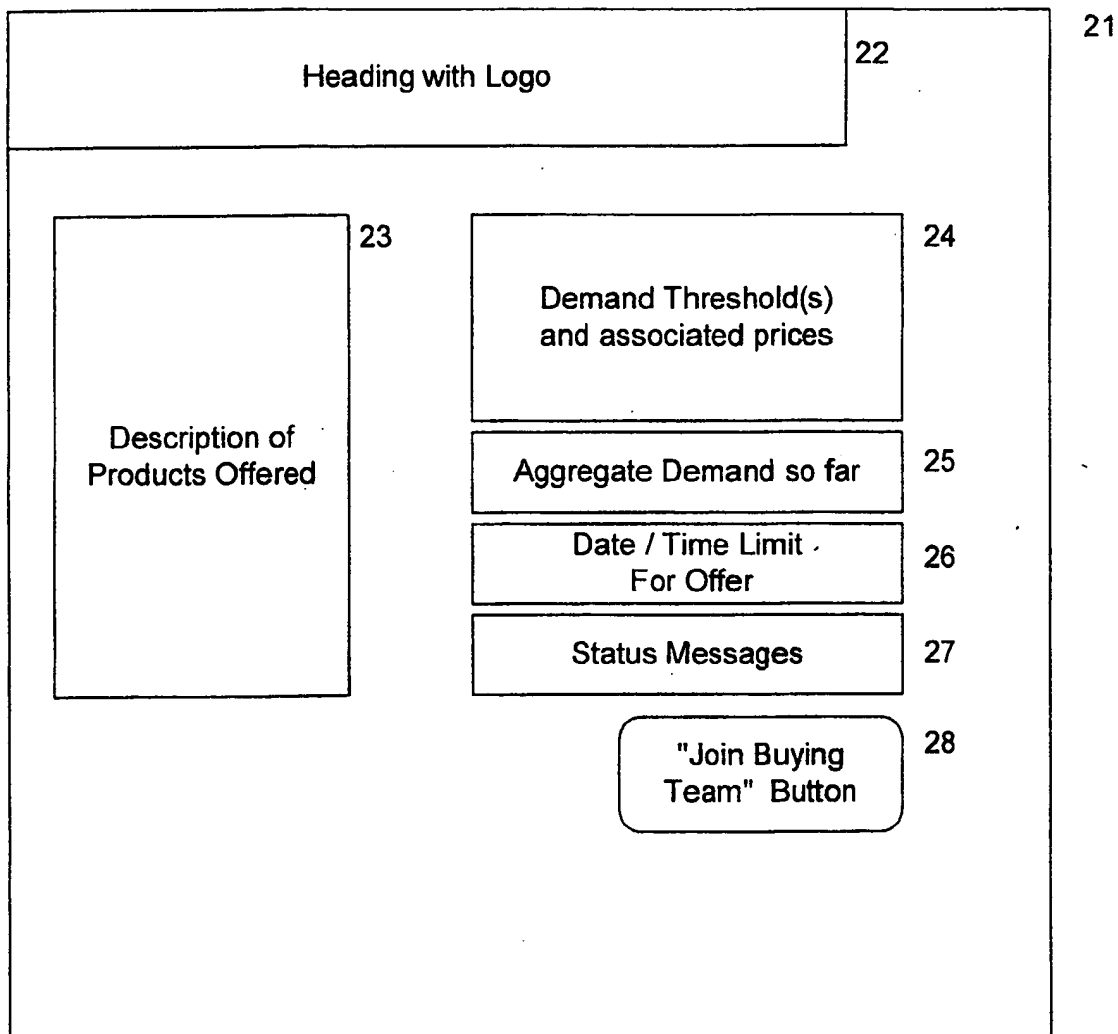 21
Heading with Logo
22
23
Description of
Products Offered
24
Demand Threshold(s)
and associated prices
Aggregate Demand so far
25
Date / Time Limit
For Offer
26
Status Messages
27
"Join Buying
Team" Button
28